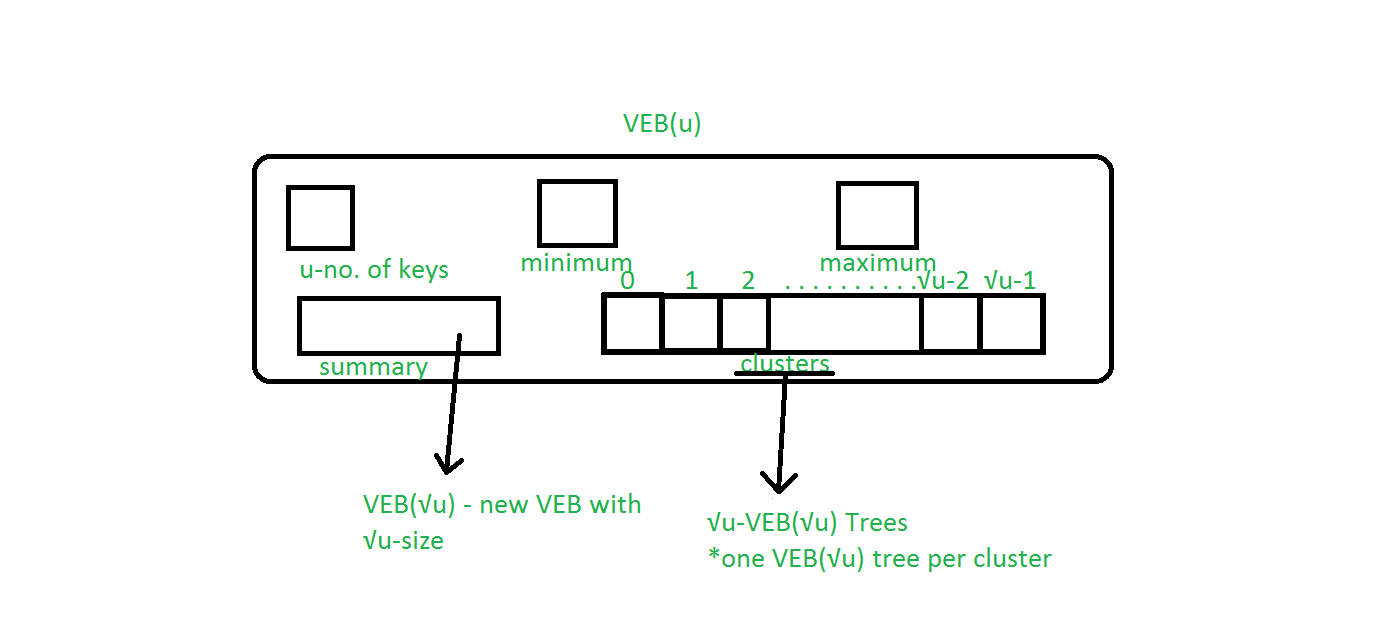 VEB(u)
u-no. of keys
minimum
maximum
0 1 2 . . . . . . . . . . √u-2 √u-1
summary
clusters
VEB(√u) - new VEB with
√u-size
√u-VEB(√u) Trees
*one VEB(√u) tree per cluster